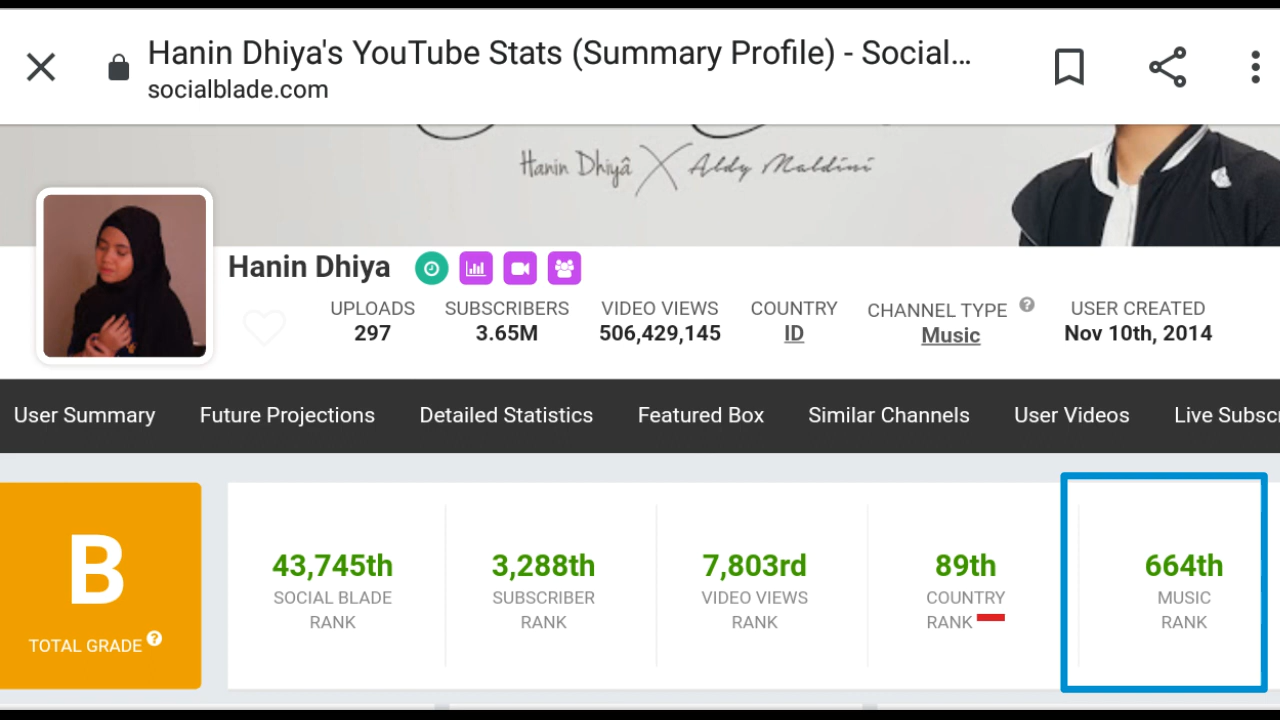 Hanin Dhiya's YouTube Stats (Summary Profile) - Social...
socialblade.com
Hanin Dhiyâ X Aldy Maldini
Hanin Dhiya
UPLOADS SUBSCRIBERS VIDEO VIEWS COUNTRY CHANNEL TYPE ? USER CREATED
297 3.65M 506,429,145 ID Music Nov 10th, 2014
User Summary Future Projections Detailed Statistics Featured Box Similar Channels User Videos Live Subsc
B
TOTAL GRADE ?
43,745th 3,288th 7,803rd 89th 664th
SOCIAL BLADE SUBSCRIBER VIDEO VIEWS COUNTRY MUSIC
RANK RANK RANK RANK RANK